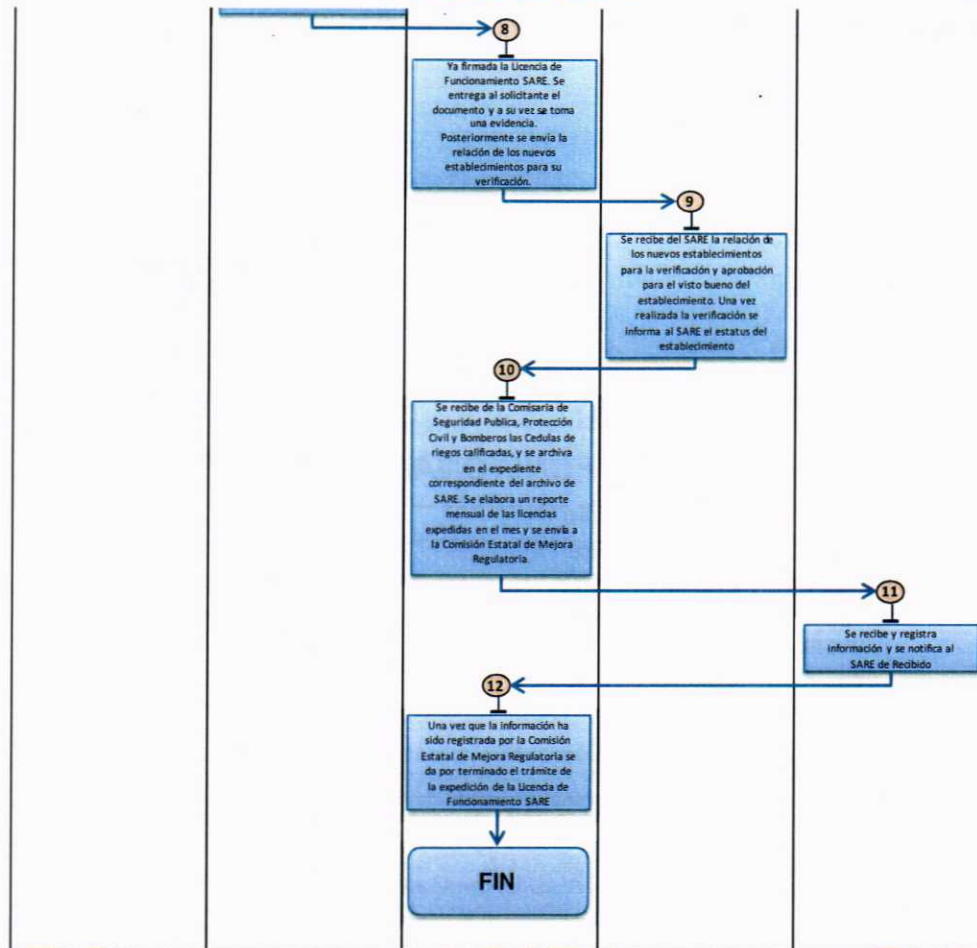 8
Ya firmada la Licencia de
Funcionamiento SARE. Se
entrega al solicitante el
documento y a su vez se toma
una evidencia.
Posteriormente se envía la
relación de los nuevos
establecimientos para su
verificación.
9
Se recibe del SARE la relación de
los nuevos establecimientos
para la verificación y aprobación
para el visto bueno del
establecimiento. Una vez
realizada la verificación se
informa al SARE el estatus del
establecimiento
10
Se recibe de la Comisaria de
Seguridad Publica, Protección
Civil y Bomberos las Cedulas de
riegos calificadas, y se archiva
en el expediente
correspondiente del archivo de
SARE. Se elabora un reporte
mensual de las licencias
expedidas en el mes y se envía a
la Comisión Estatal de Mejora
Regulatoria.
11
Se recibe y registra
información y se notifica al
SARE de Recibido
12
Una vez que la información ha
sido registrada por la Comisión
Estatal de Mejora Regulatoria se
da por terminado el trámite de
la expedición de la Licencia de
Funcionamiento SARE
FIN